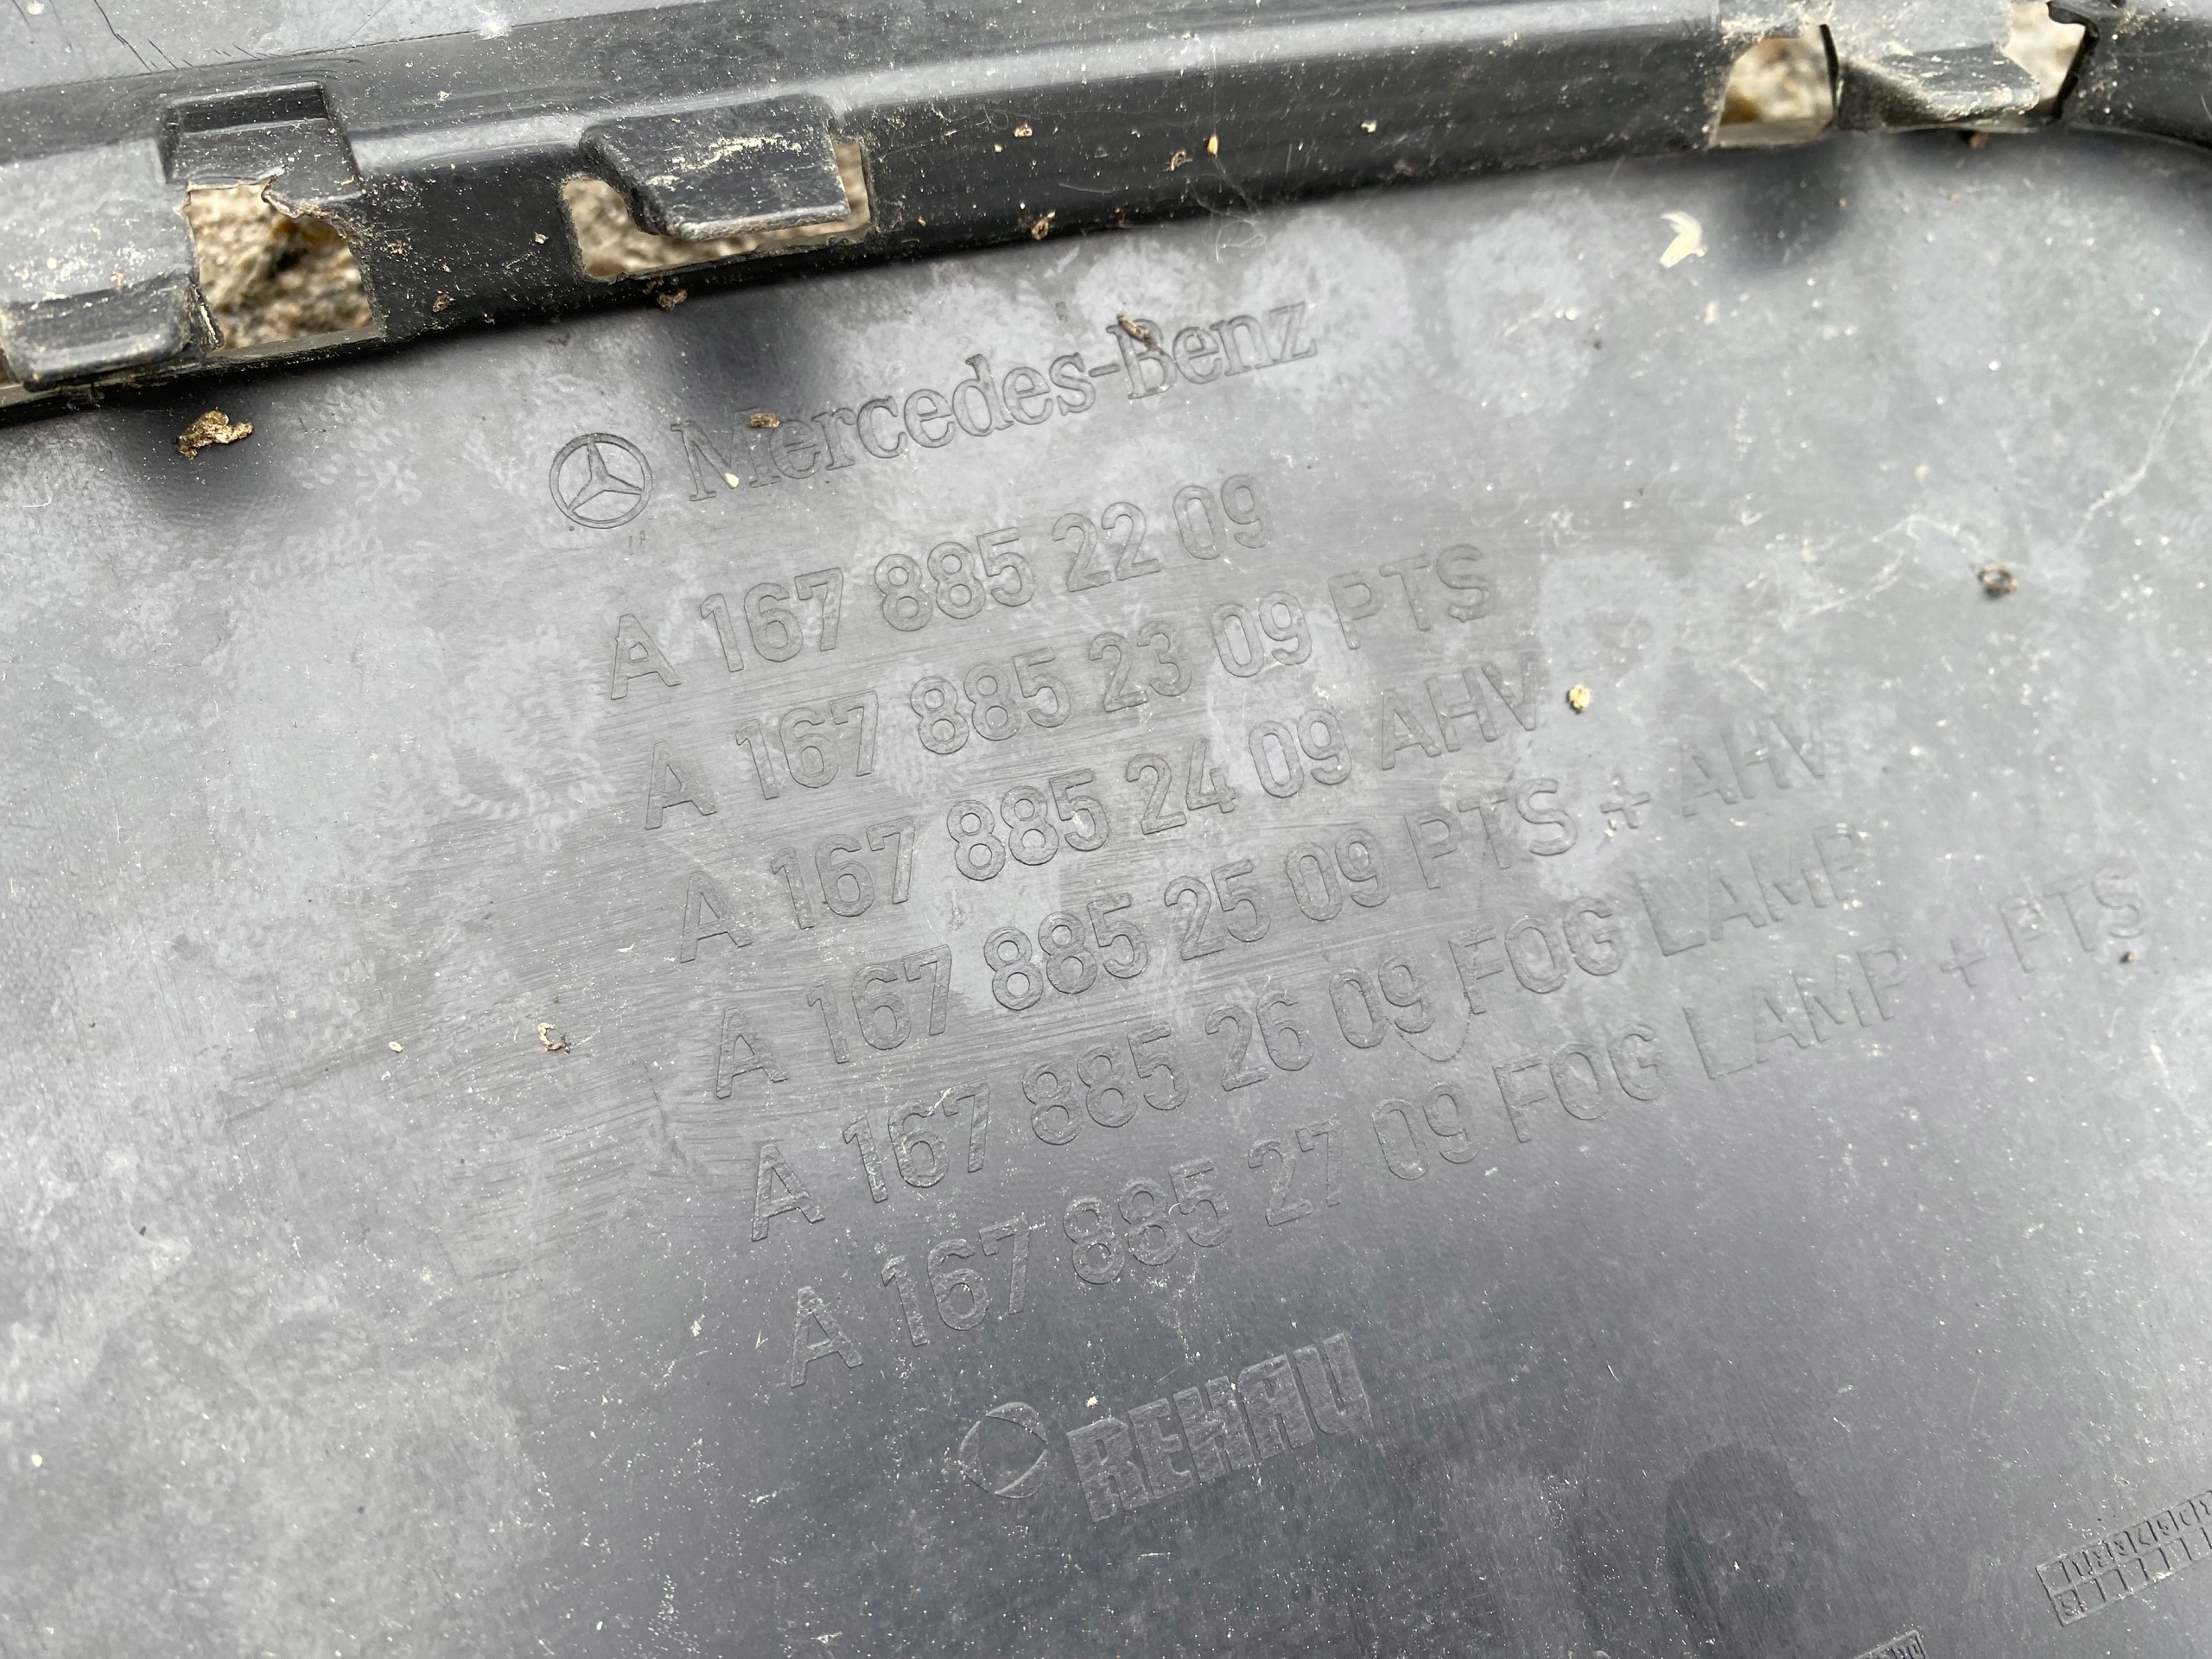 Mercedes-Benz
A 167 885 22 09
A 167 885 23 09 PTS
A 167 885 24 09 AHV
A 167 885 25 09 PTS + AHV
A 167 885 26 09 FOG LAMP
A 167 885 27 09 FOG LAMP + PTS
REHAU